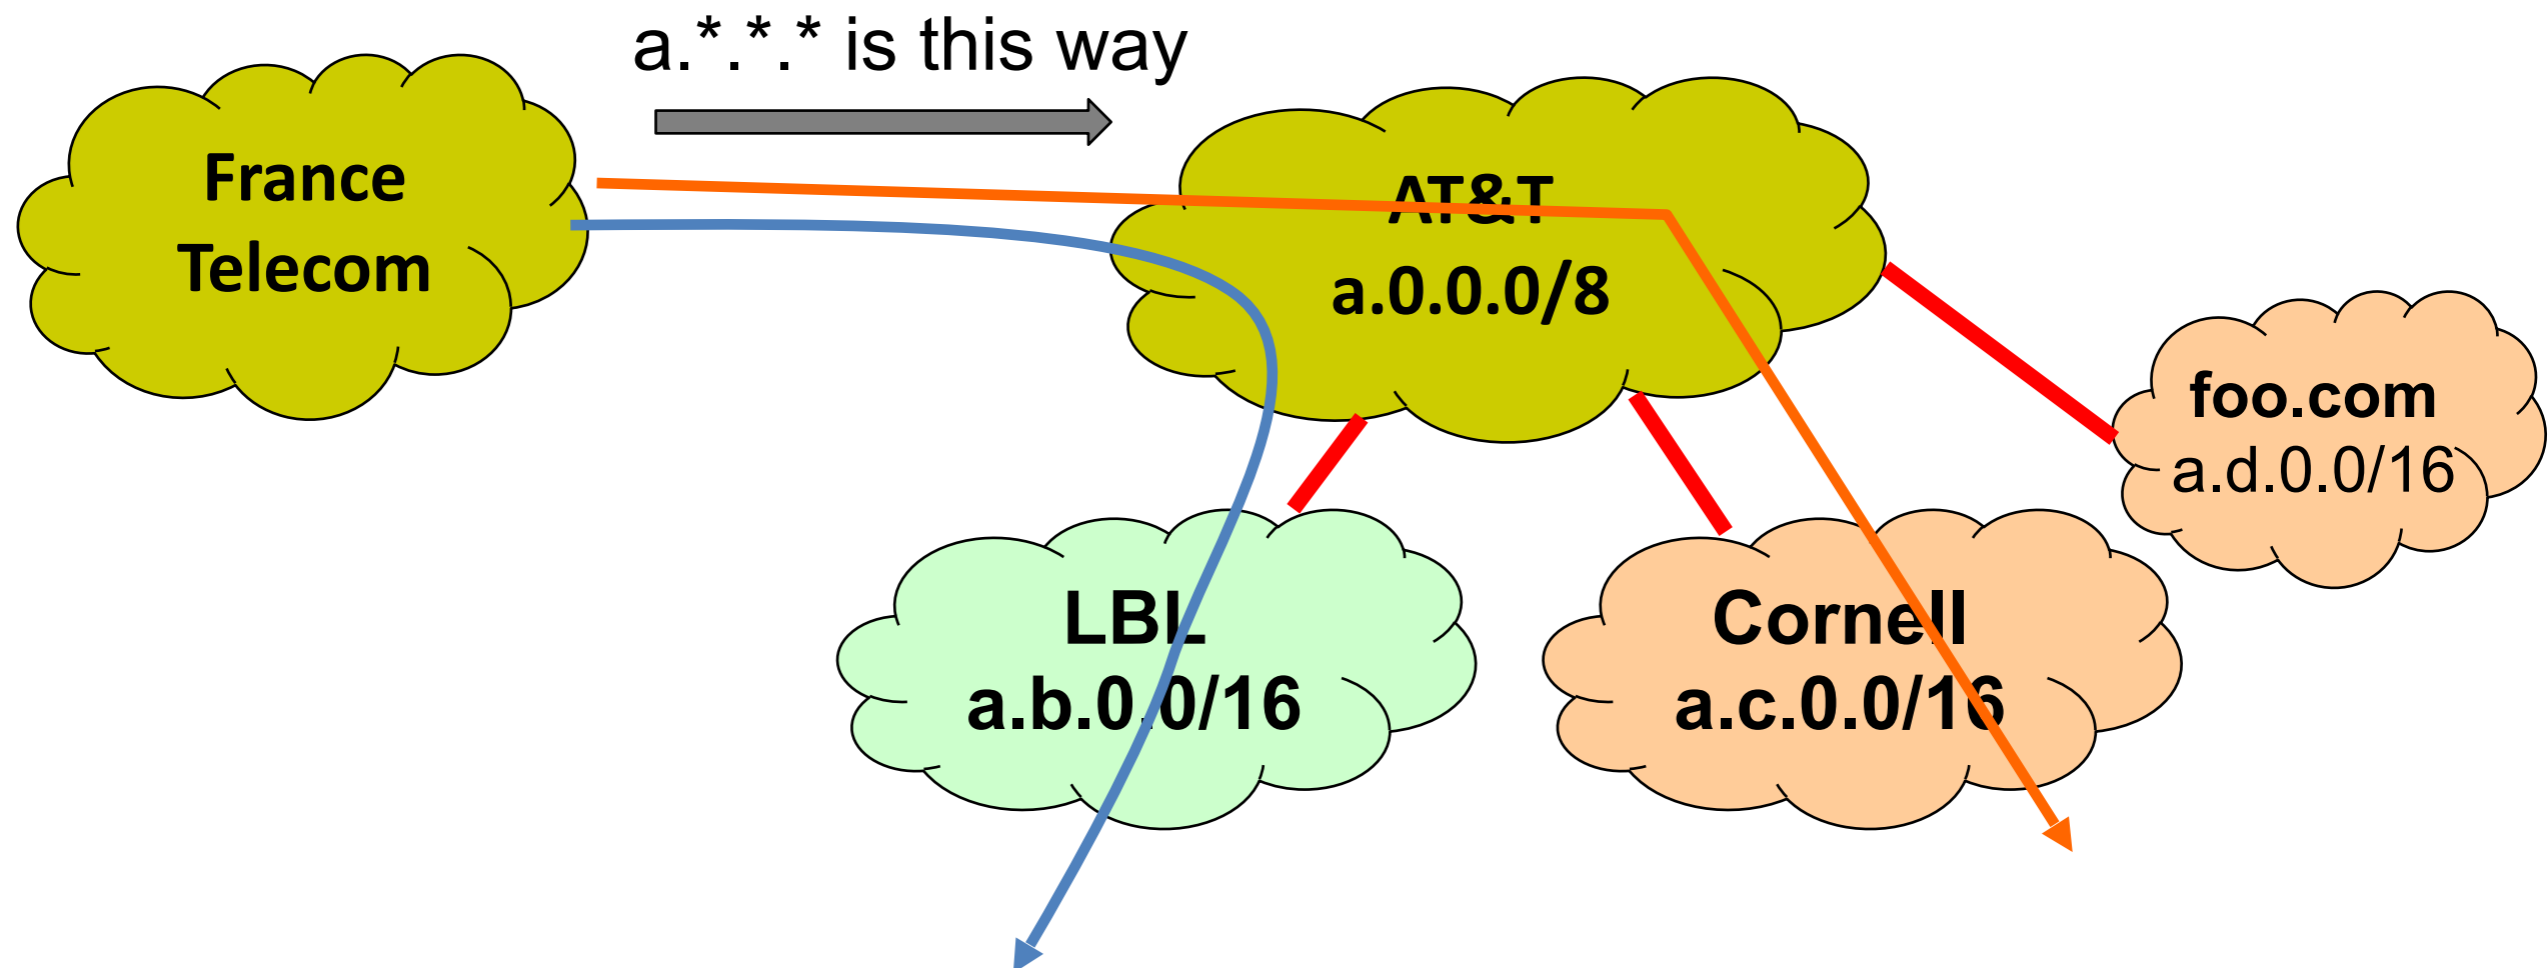 a.*.*.* is this way
France
Telecom
AT&T
a.0.0.0/8
foo.com
a.d.0.0/16
LBL
a.b.0.0/16
Cornell
a.c.0.0/16